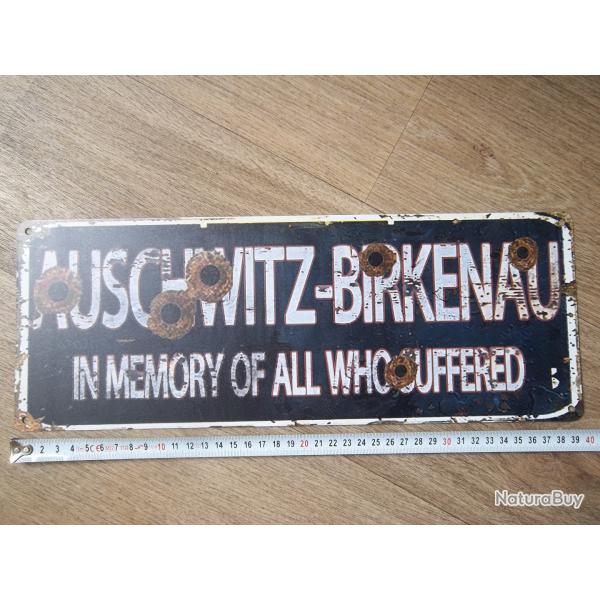 AUSCHWITZ-BIRKENAU
IN MEMORY OF ALL WHO SUFFERED
2 3 4 5 6 7 8 9 10 11 12 13 14 15 16 17 18 19 20 21 22 23 24 25 26 27 28 29 30 31 32 33 34 35 36 37 38 39 40
NaturaBuy